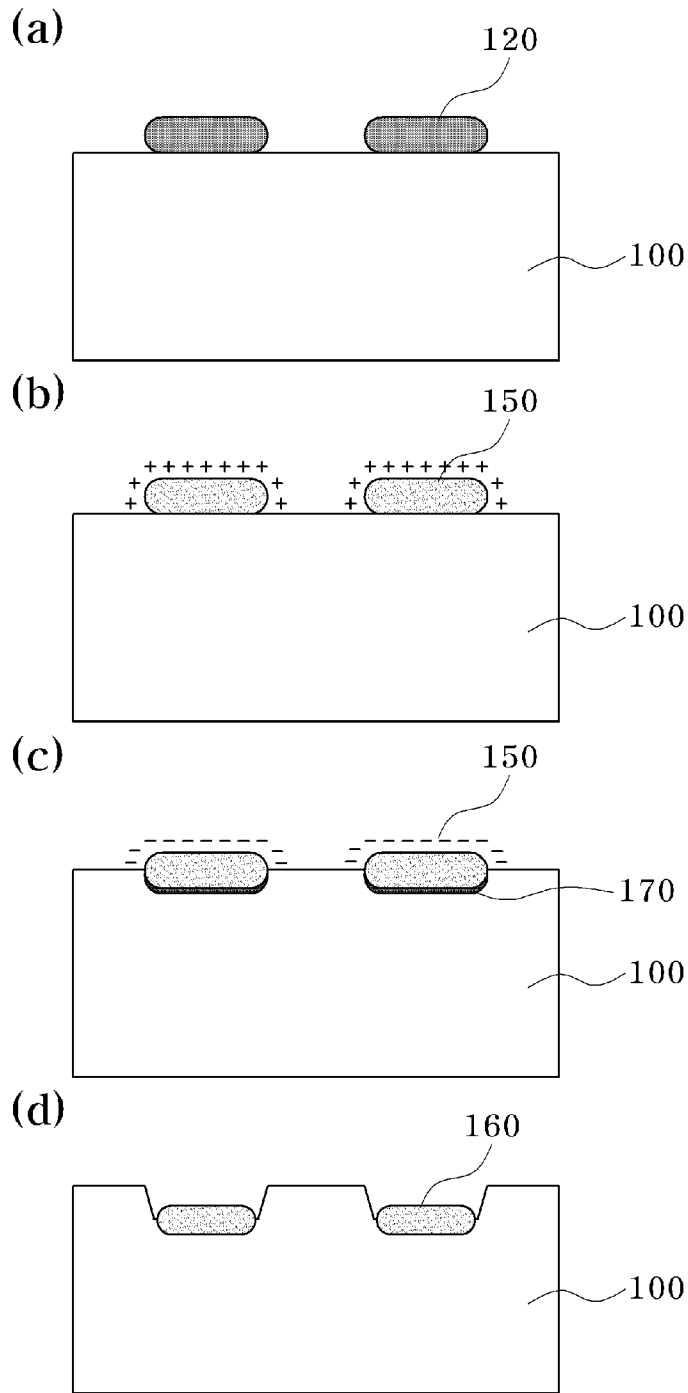 (a)
120
100
(b)
150
+ + + + + + +
+ + + + + + +
+ + + +
+ + + +
100
(c)
150
− − − − − − −
− − − − − − −
− − − −
− − − −
170
100
(d)
160
100